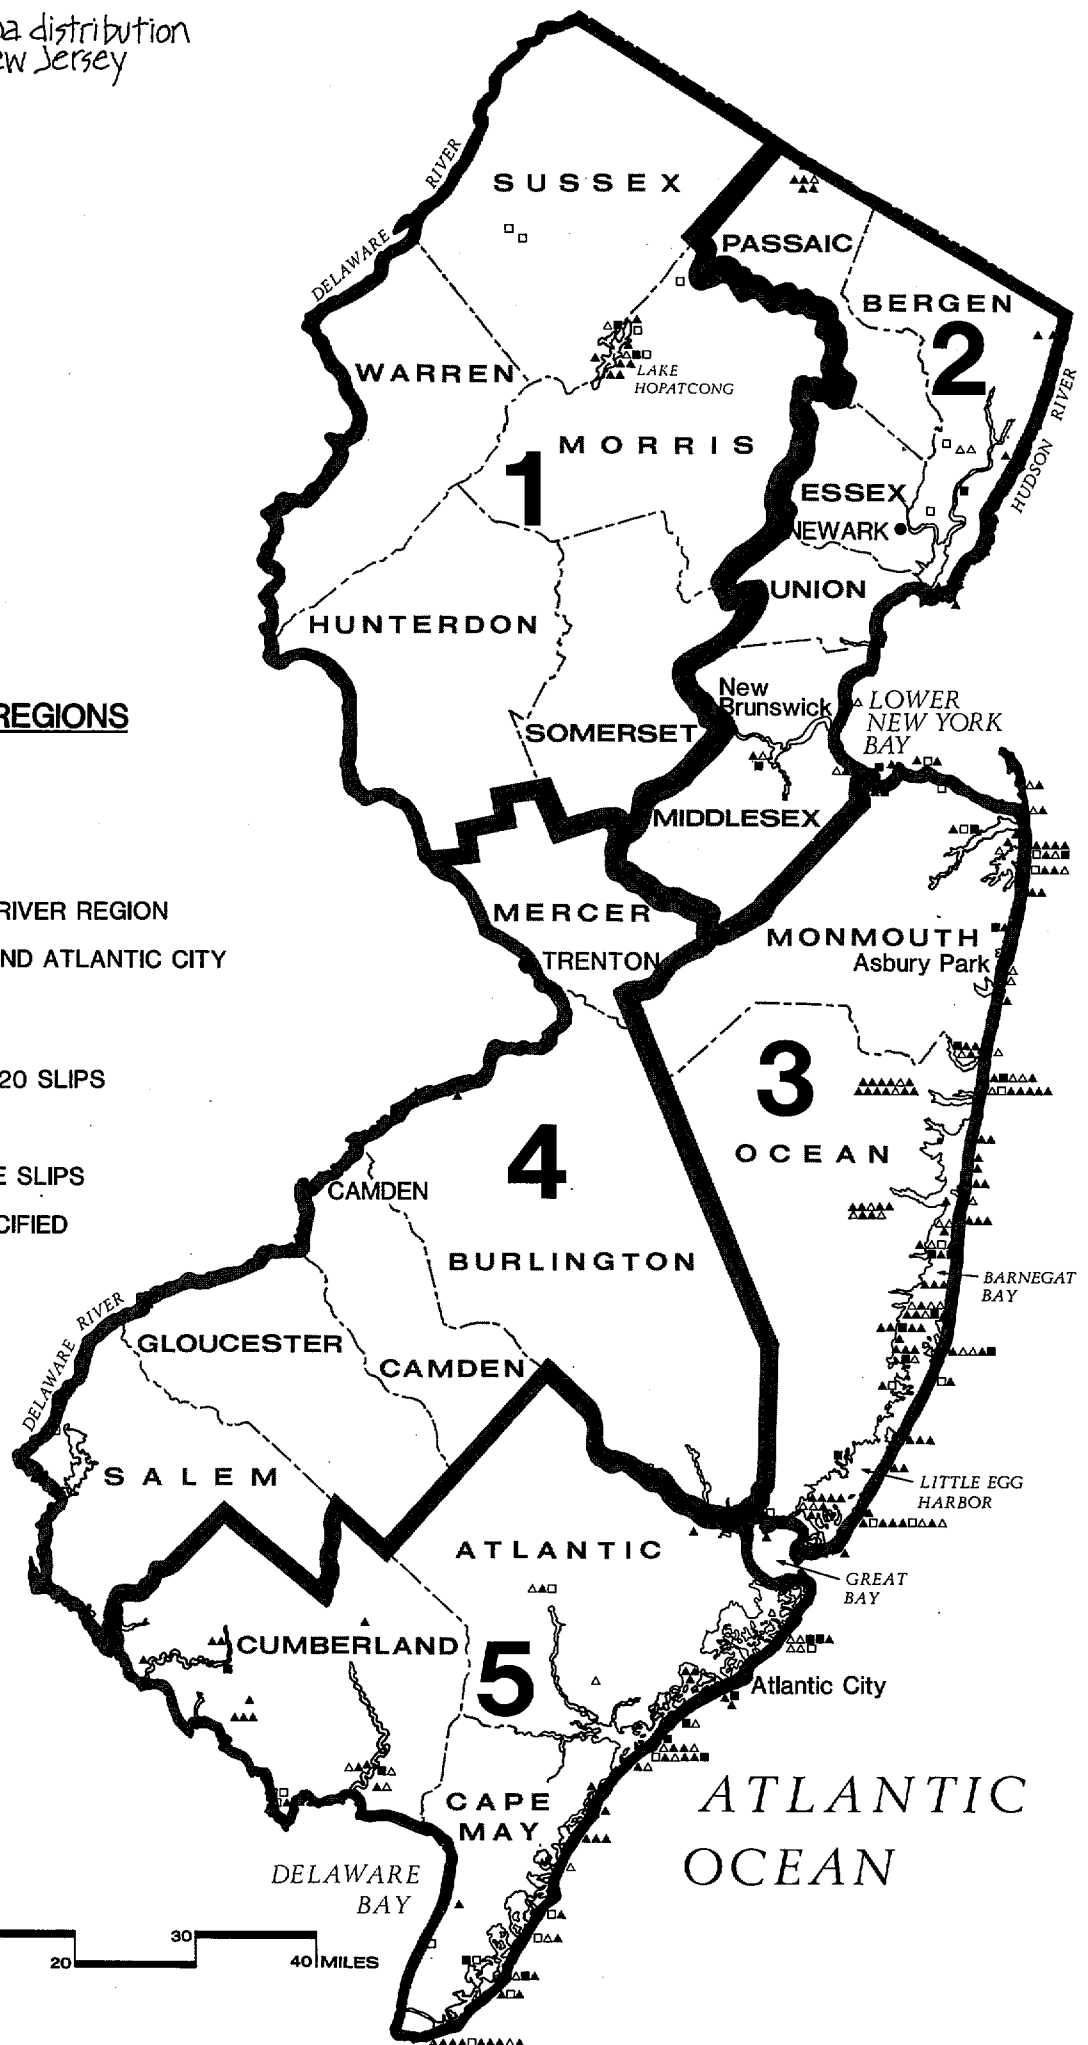 distribution
Jersey
RIVER
SUSSEX
DELAWARE
PASSAIC
BERGEN
2
WARREN
LAKE
HOPATCONG
HUDSON RIVER
MORRIS
1
ESSEX
NEWARK
UNION
HUNTERDON
New
Brunswick
LOWER
NEW YORK
BAY
REGIONS
SOMERSET
MIDDLESEX
RIVER REGION
MERCER
MONMOUTH
ND ATLANTIC CITY
TRENTON
Asbury Park
3
20 SLIPS
4
OCEAN
E SLIPS
CAMDEN
CIFIED
BURLINGTON
BARNEGAT
BAY
DELAWARE RIVER
GLOUCESTER
CAMDEN
SALEM
LITTLE EGG
HARBOR
ATLANTIC
GREAT
BAY
CUMBERLAND
5
Atlantic City
ATLANTIC
OCEAN
CAPE
MAY
DELAWARE
BAY
20
30
40 MILES